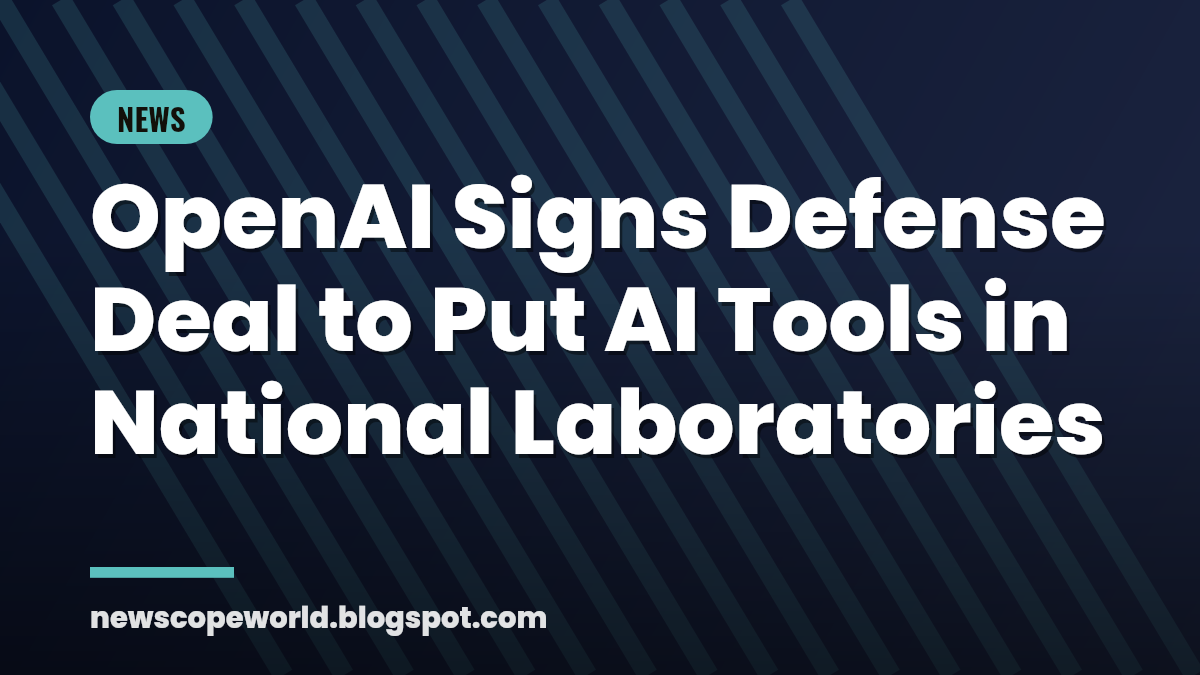 NEWS
OpenAI Signs Defense
Deal to Put AI Tools in
National Laboratories
newscopeworld.blogspot.com